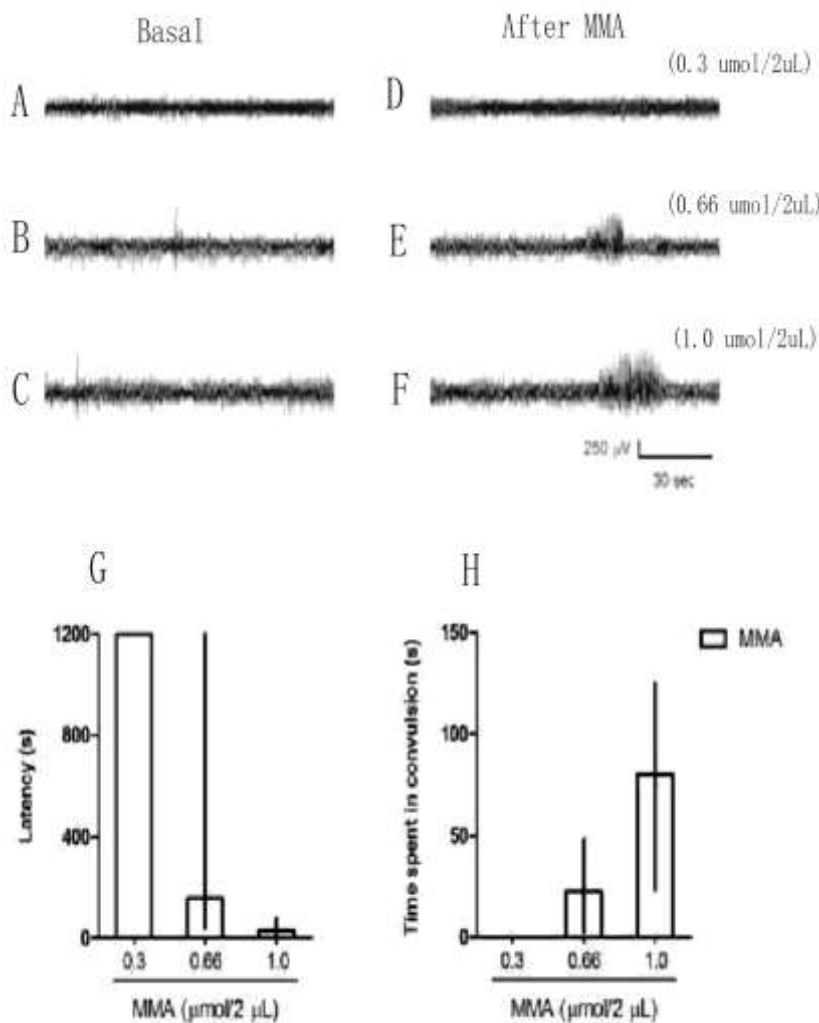 Basal After MMA
(0.3 umol/2uL)
A D
(0.66 umol/2uL)
B E
(1.0 umol/2uL)
C F
250 µV
30 sec
G H
1200
800
400
0
Latency (s)
0.3 0.66 1.0
MMA (µmol/2 µL)
150
100
50
0
Time spent in convulsion (s)
0.3 0.66 1.0
MMA (µmol/2 µL)
MMA